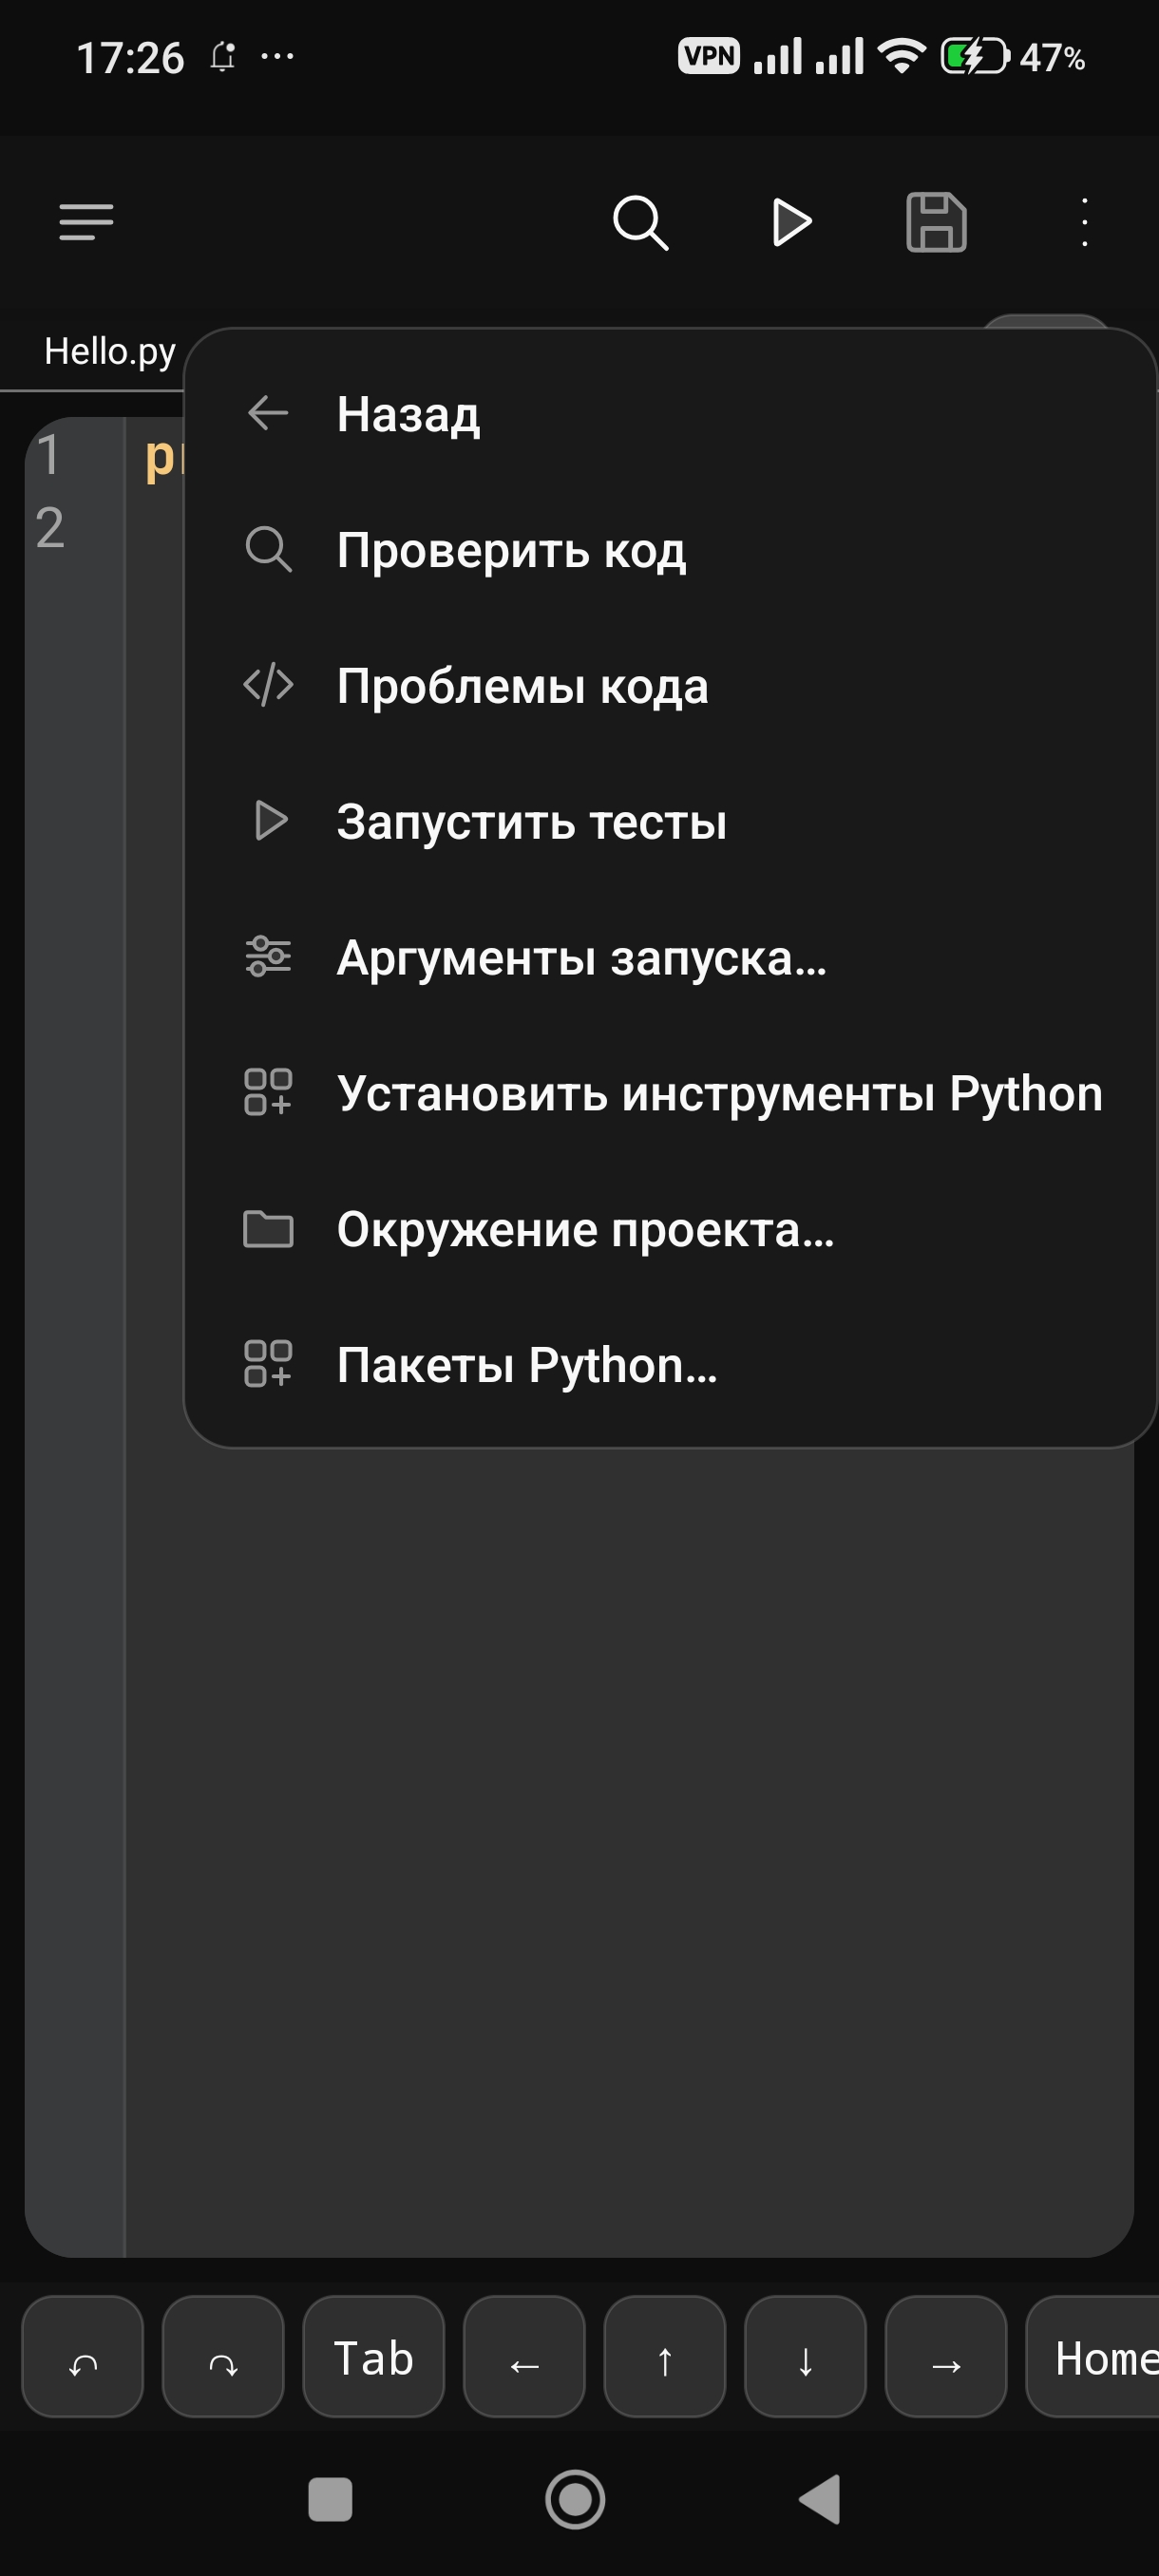 17:26
VPN
47%
Hello.py
Назад
1
2
Проверить код
Проблемы кода
Запустить тесты
Аргументы запуска...
Установить инструменты Python
Окружение проекта...
Пакеты Python...
Tab
Home